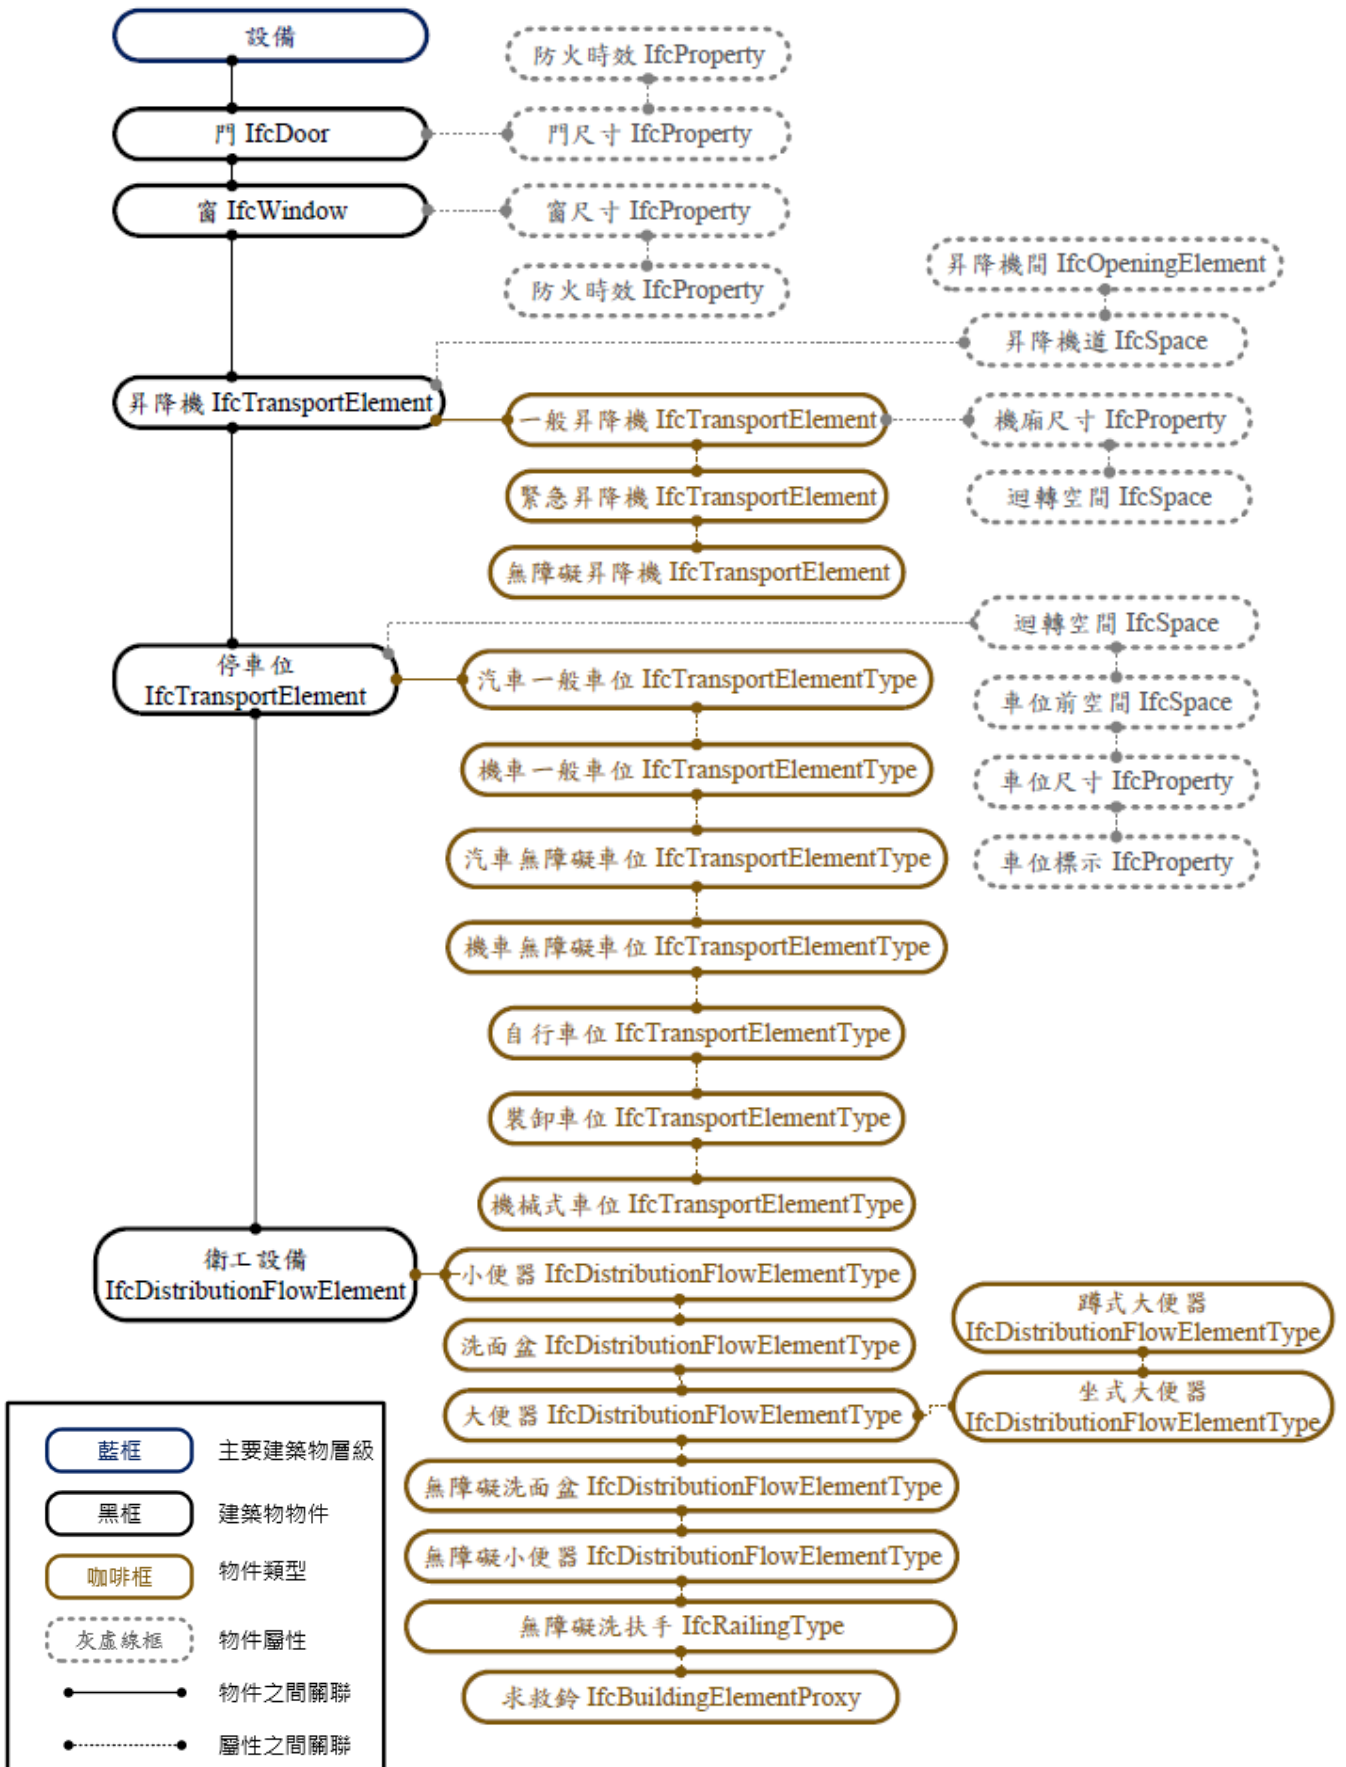 設備
防火時效 IfcProperty
門 IfcDoor
門尺寸 IfcProperty
窗 IfcWindow
窗尺寸 IfcProperty
防火時效 IfcProperty
昇降機間 IfcOpeningElement
昇降機道 IfcSpace
昇降機 IfcTransportElement
一般昇降機 IfcTransportElement
機廂尺寸 IfcProperty
緊急昇降機 IfcTransportElement
迴轉空間 IfcSpace
無障礙昇降機 IfcTransportElement
迴轉空間 IfcSpace
停車位
IfcTransportElement
汽車一般車位 IfcTransportElementType
車位前空間 IfcSpace
機車一般車位 IfcTransportElementType
車位尺寸 IfcProperty
汽車無障礙車位 IfcTransportElementType
車位標示 IfcProperty
機車無障礙車位 IfcTransportElementType
自行車位 IfcTransportElementType
裝卸車位 IfcTransportElementType
機械式車位 IfcTransportElementType
衛工設備
IfcDistributionFlowElement
小便器 IfcDistributionFlowElementType
蹲式大便器
IfcDistributionFlowElementType
洗面盆 IfcDistributionFlowElementType
坐式大便器
IfcDistributionFlowElementType
大便器 IfcDistributionFlowElementType
無障礙洗面盆 IfcDistributionFlowElementType
無障礙小便器 IfcDistributionFlowElementType
無障礙洗扶手 IfcRailingType
求救鈴 IfcBuildingElementProxy
藍框 主要建築物層級
黑框 建築物物件
咖啡框 物件類型
灰虛線框 物件屬性
物件之間關聯
屬性之間關聯